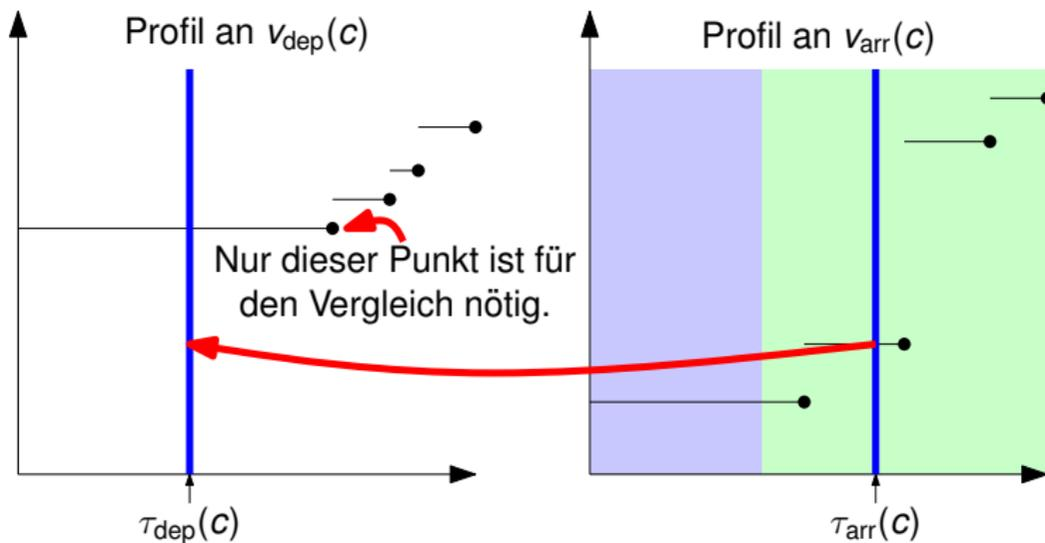 Profil an v_dep(c)
Profil an v_arr(c)
Nur dieser Punkt ist für
den Vergleich nötig.
τ_dep(c)
τ_arr(c)